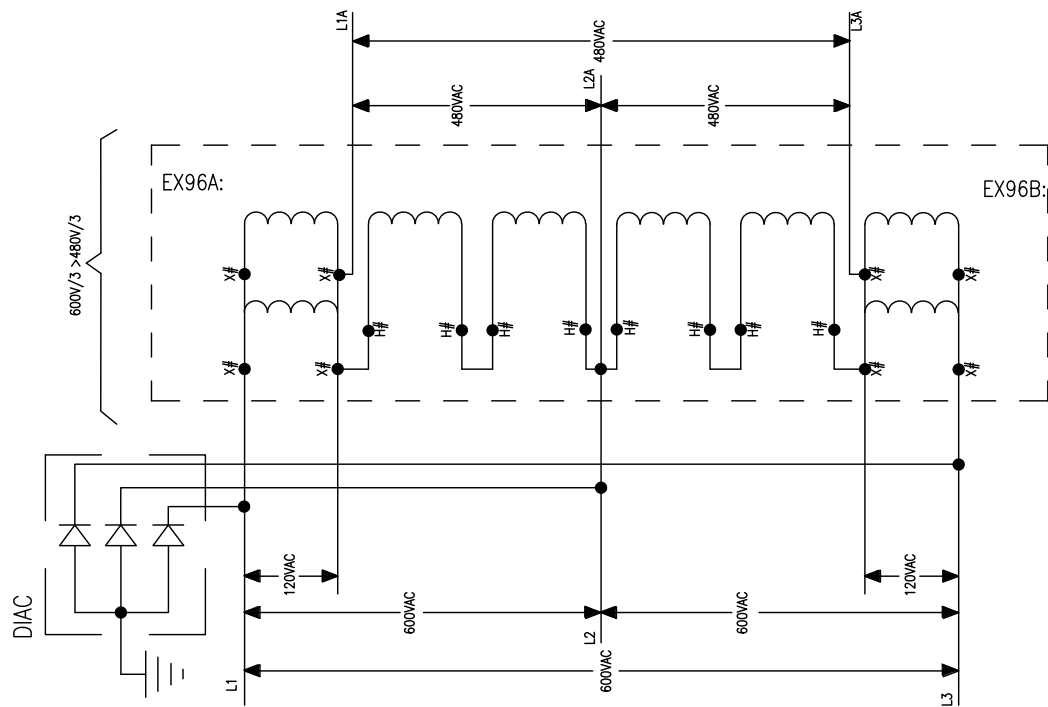 L1A
L3A
480VAC
L2A
480VAC
480VAC
600V/3 >480V/3
EX96A:
EX96B:
X#
X#
X#
X#
H#
H#
H#
H#
H#
H#
H#
H#
X#
X#
X#
X#
DIAC
120VAC
120VAC
600VAC
600VAC
L2
600VAC
L1
L3